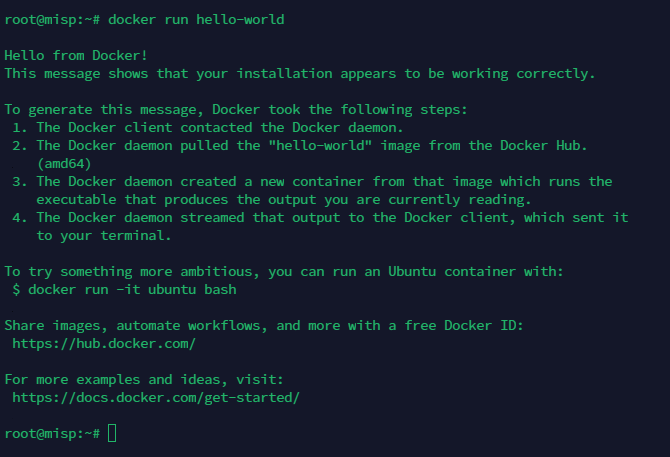 root@misp:~# docker run hello-world
Hello from Docker!
This message shows that your installation appears to be working correctly.
To generate this message, Docker took the following steps:
1. The Docker client contacted the Docker daemon.
2. The Docker daemon pulled the "hello-world" image from the Docker Hub.
(amd64)
3. The Docker daemon created a new container from that image which runs the
executable that produces the output you are currently reading.
4. The Docker daemon streamed that output to the Docker client, which sent it
to your terminal.
To try something more ambitious, you can run an Ubuntu container with:
$ docker run -it ubuntu bash
Share images, automate workflows, and more with a free Docker ID:
https://hub.docker.com/
For more examples and ideas, visit:
https://docs.docker.com/get-started/
root@misp:~#